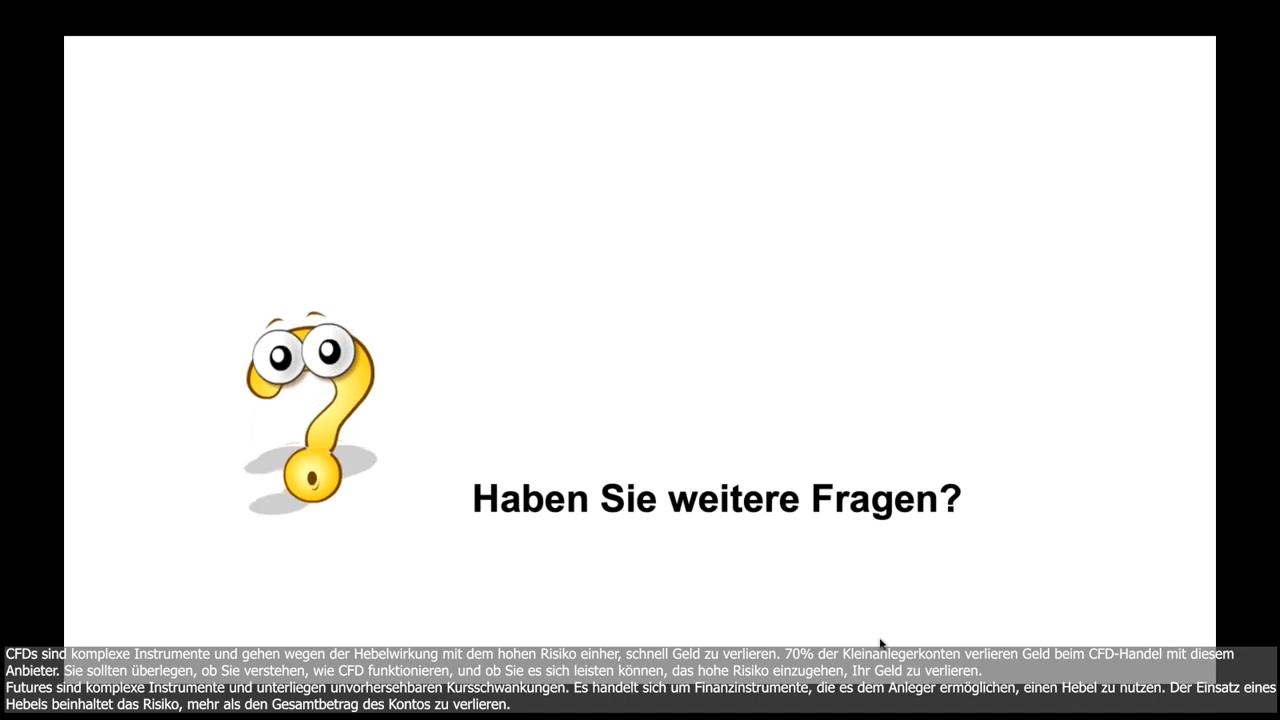 Haben Sie weitere Fragen?
CFDs sind komplexe Instrumente und gehen wegen der Hebelwirkung mit dem hohen Risiko einher, schnell Geld zu verlieren. 70% der Kleinanlegerkonten verlieren Geld beim CFD-Handel mit diesem
Anbieter. Sie sollten überlegen, ob Sie verstehen, wie CFD funktionieren, und ob Sie es sich leisten können, das hohe Risiko einzugehen, Ihr Geld zu verlieren.
Futures sind komplexe Instrumente und unterliegen unvorhersehbaren Kursschwankungen. Es handelt sich um Finanzinstrumente, die es dem Anleger ermöglichen, einen Hebel zu nutzen. Der Einsatz eines
Hebels beinhaltet das Risiko, mehr als den Gesamtbetrag des Kontos zu verlieren.